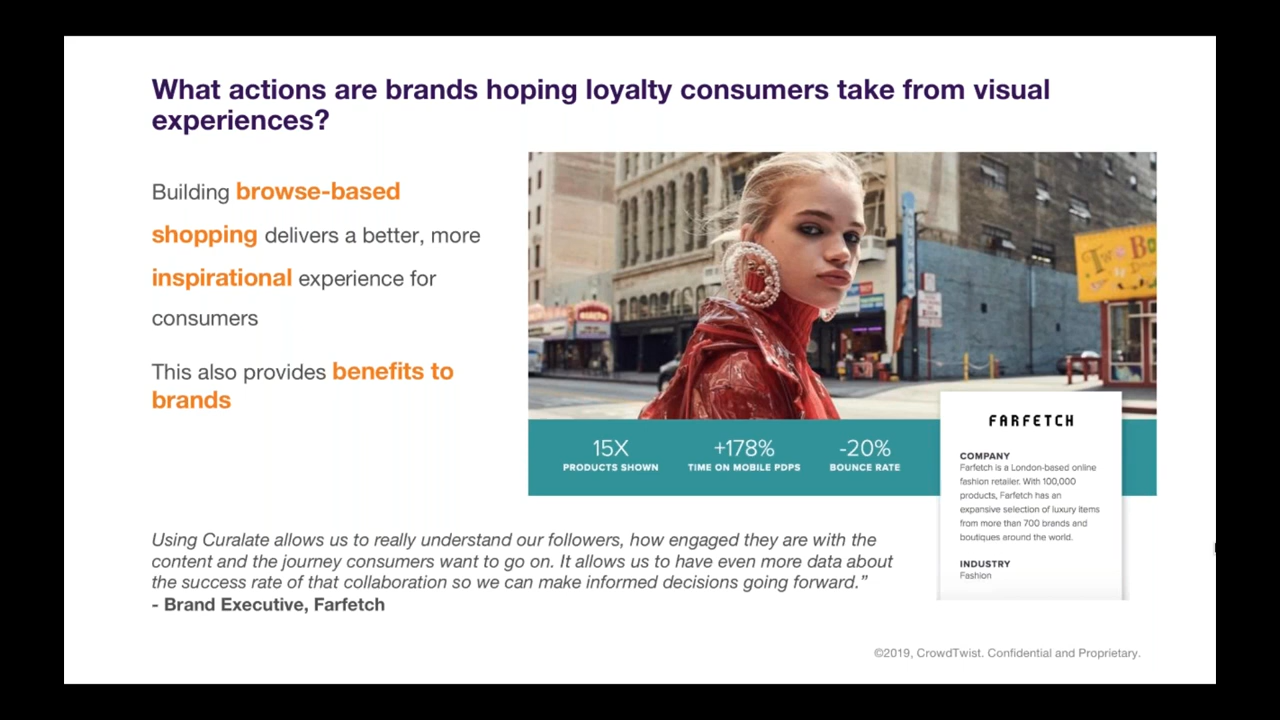 What actions are brands hoping loyalty consumers take from visual
experiences?
Building browse-based
shopping delivers a better, more
inspirational experience for
consumers
This also provides benefits to
brands
15X
PRODUCTS SHOWN
+178%
TIME ON MOBILE PDPS
-20%
BOUNCE RATE
FARFETCH
COMPANY
Farfetch is a London-based online
fashion retailer. With 100,000
products, Farfetch has an
expansive selection of luxury items
from more than 700 brands and
boutiques around the world.
INDUSTRY
Fashion
Using Curalate allows us to really understand our followers, how engaged they are with the
content and the journey consumers want to go on. It allows us to have even more data about
the success rate of that collaboration so we can make informed decisions going forward.”
- Brand Executive, Farfetch
©2019, CrowdTwist. Confidential and Proprietary.